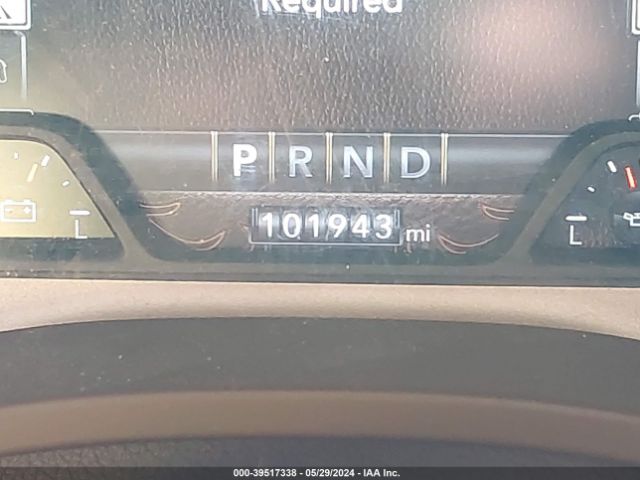 Required
P R N D
L 101943 mi L
000-39517338 - 05/29/2024 - IAA Inc.